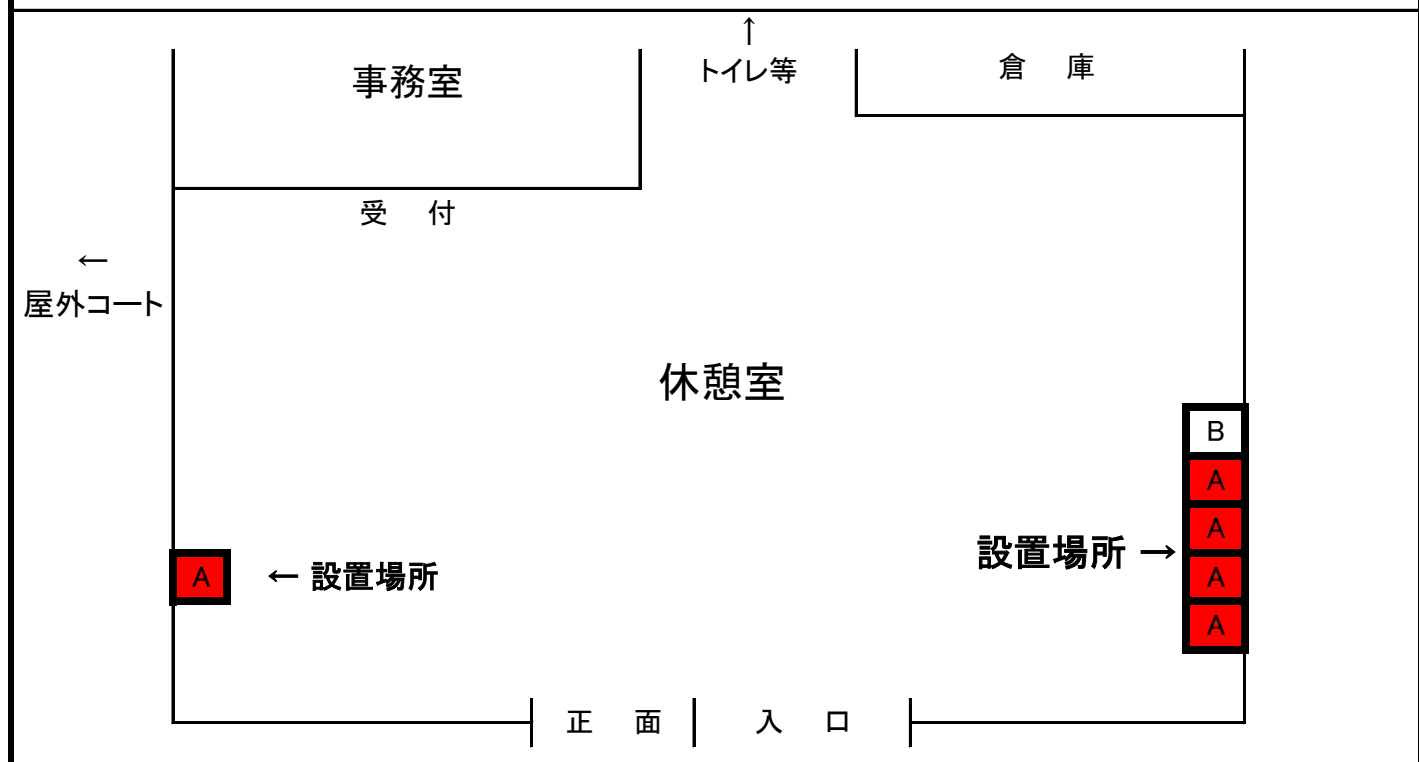 ↑
トイレ等
事務室
倉 庫
受 付
←
屋外コート
休憩室
B
A
A
設置場所 →
A
A
A
← 設置場所
正 面
入 口